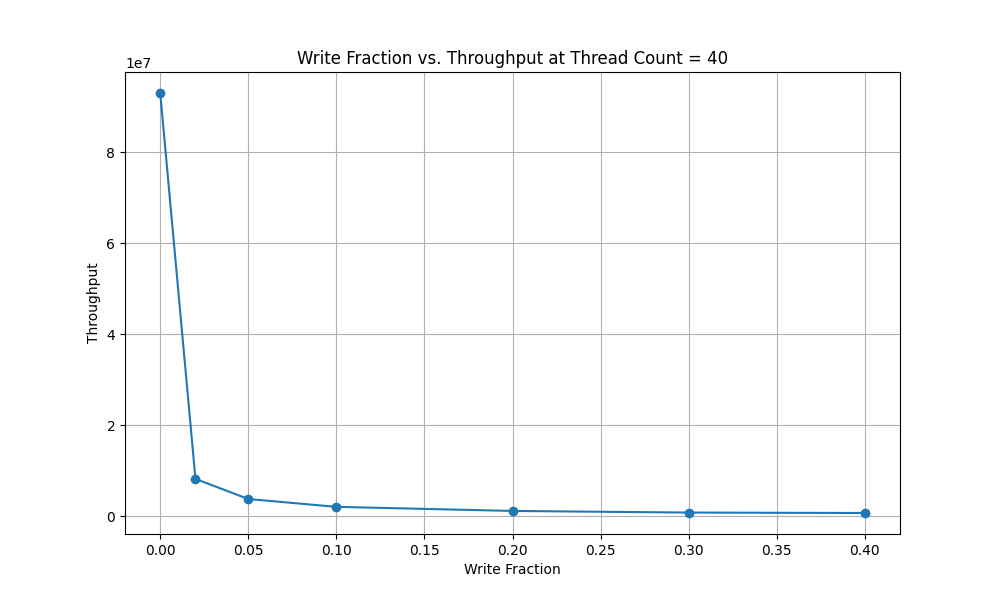 Write Fraction vs. Throughput at Thread Count = 40
1e7
8
6
4
2
0
Throughput
0.00 0.05 0.10 0.15 0.20 0.25 0.30 0.35 0.40
Write Fraction